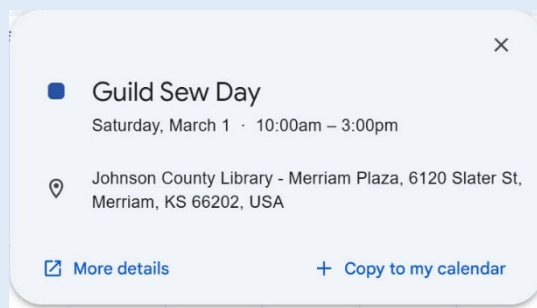 Guild Sew Day
Saturday, March 1 · 10:00am – 3:00pm
Johnson County Library - Merriam Plaza, 6120 Slater St,
Merriam, KS 66202, USA
More details
Copy to my calendar